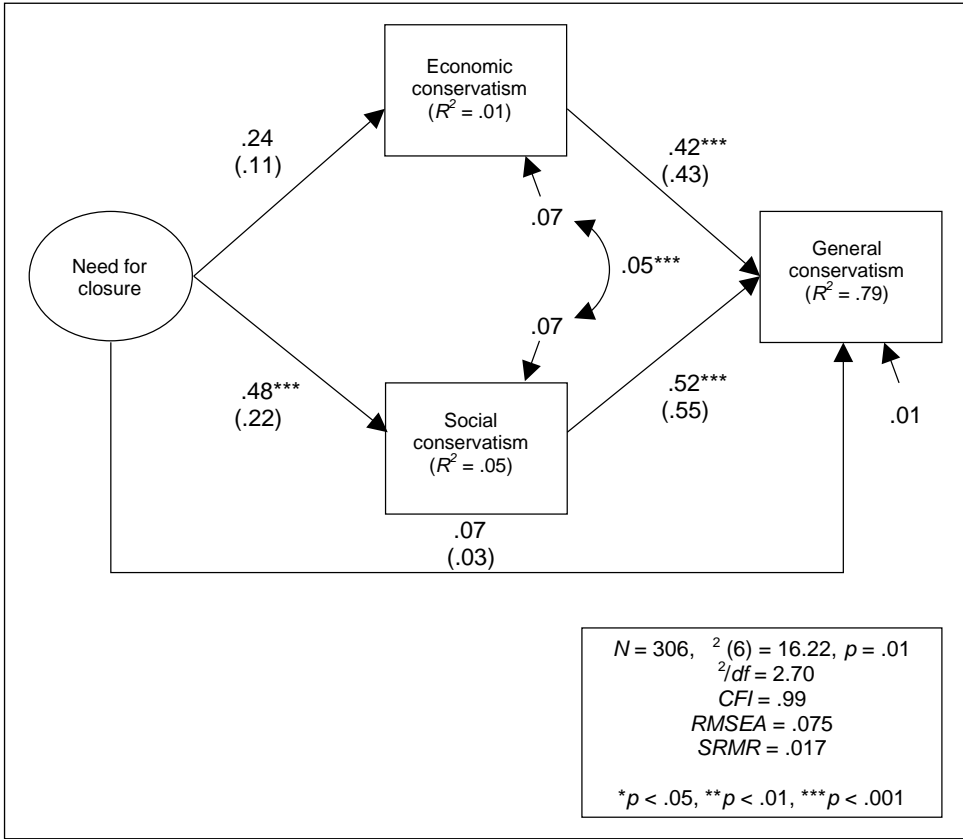 Economic
conservatism
(R² = .01)
.24
(.11)
.42***
(.43)
.07
Need for
closure
.05***
General
conservatism
(R² = .79)
.07
.48***
(.22)
Social
conservatism
(R² = .05)
.52***
(.55)
.01
.07
(.03)
N = 306, ² (6) = 16.22, p = .01
²/df = 2.70
CFI = .99
RMSEA = .075
SRMR = .017
*p < .05, **p < .01, ***p < .001